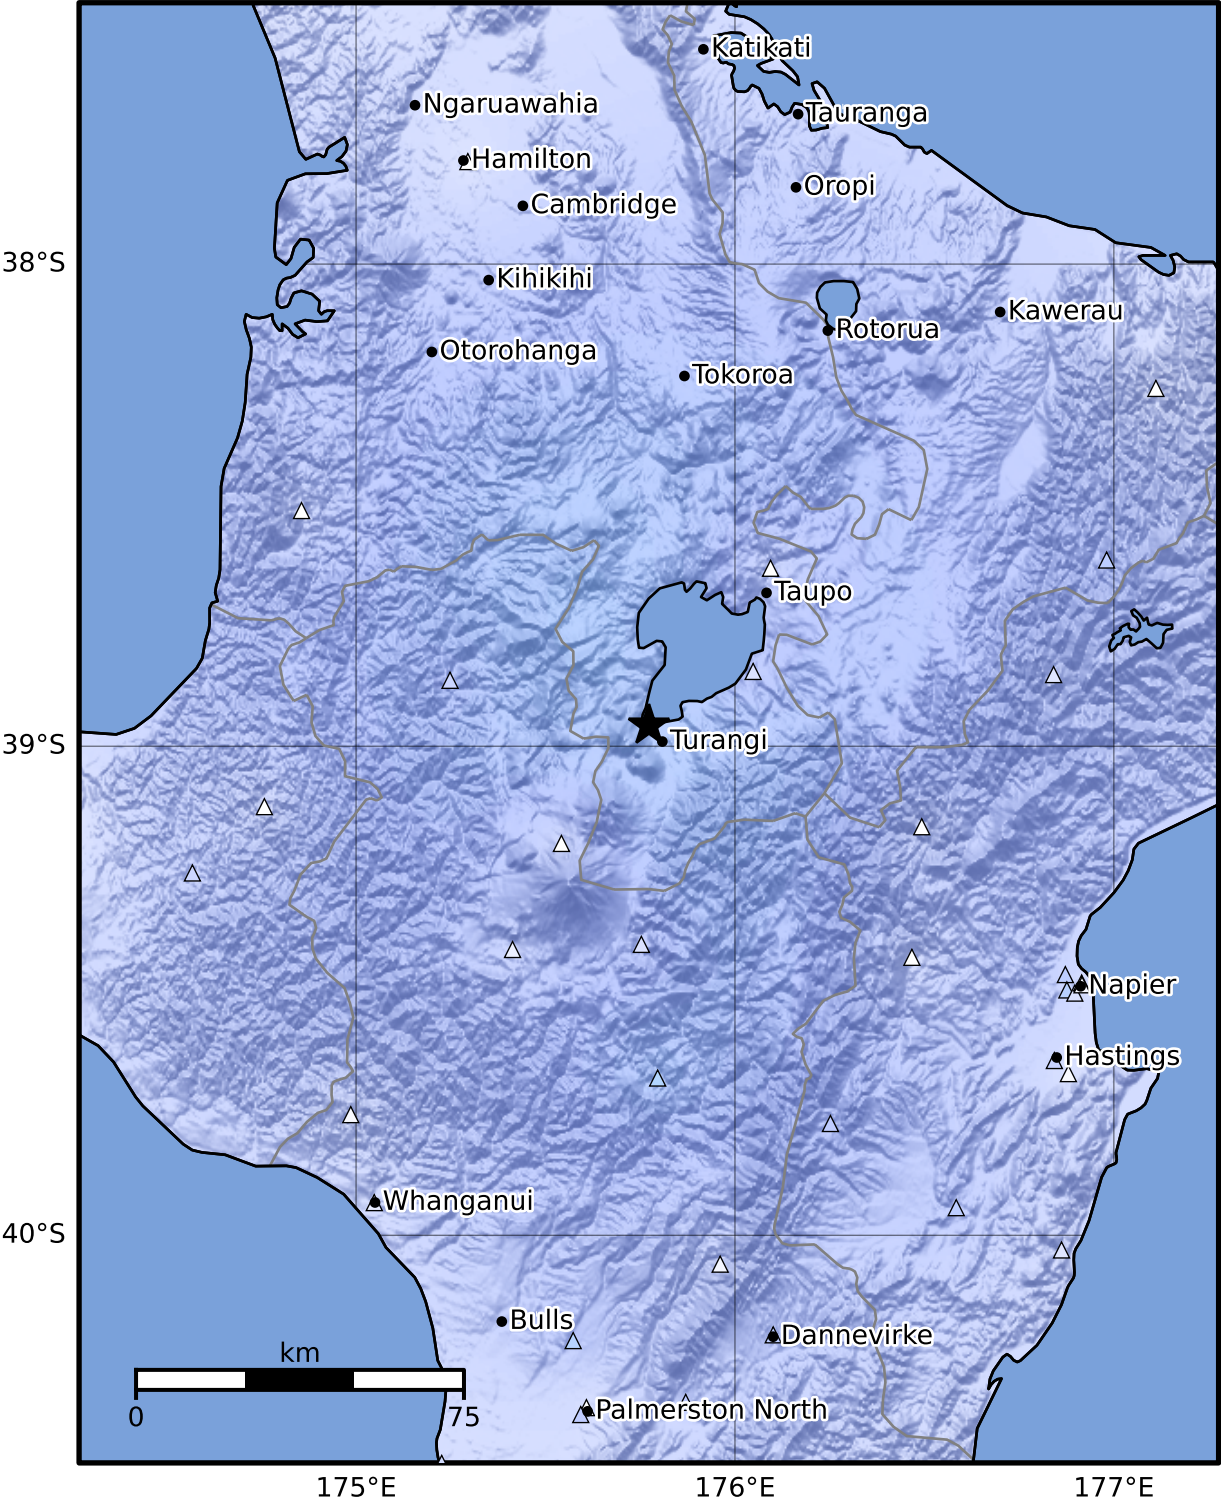 Katikati
Ngaruawahia
Tauranga
Hamilton
Oropi
Cambridge
38°S
Kihikihi
Kawerau
Rotorua
Otorohanga
Tokoroa
Taupo
39°S
Turangi
Napier
Hastings
Whanganui
40°S
Bulls
Dannevirke
km
0 75
Palmerston North
175°E 176°E 177°E